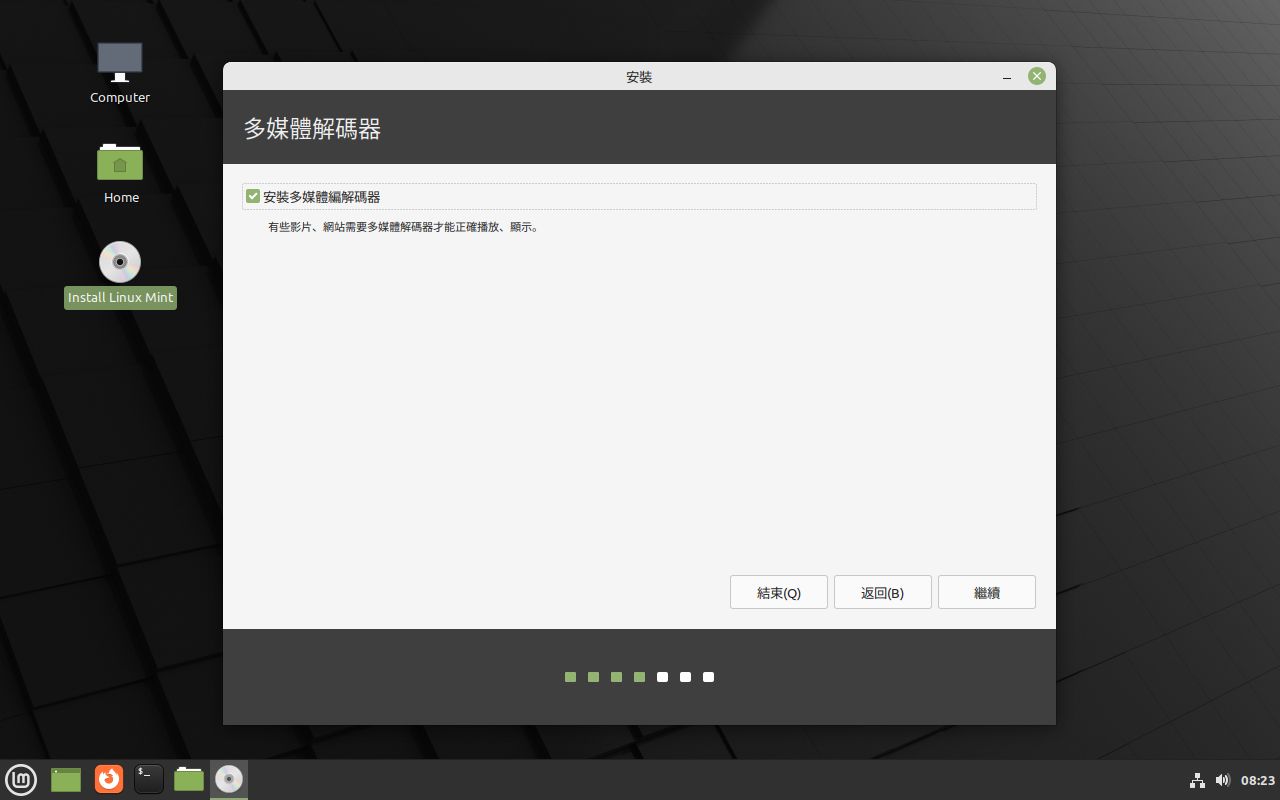 Computer
Home
Install Linux Mint
安裝
多媒體解碼器
安裝多媒體編解碼器
有些影片、網站需要多媒體解碼器才能正確播放、顯示。
結束(Q)
返回(B)
繼續
$_
08:23